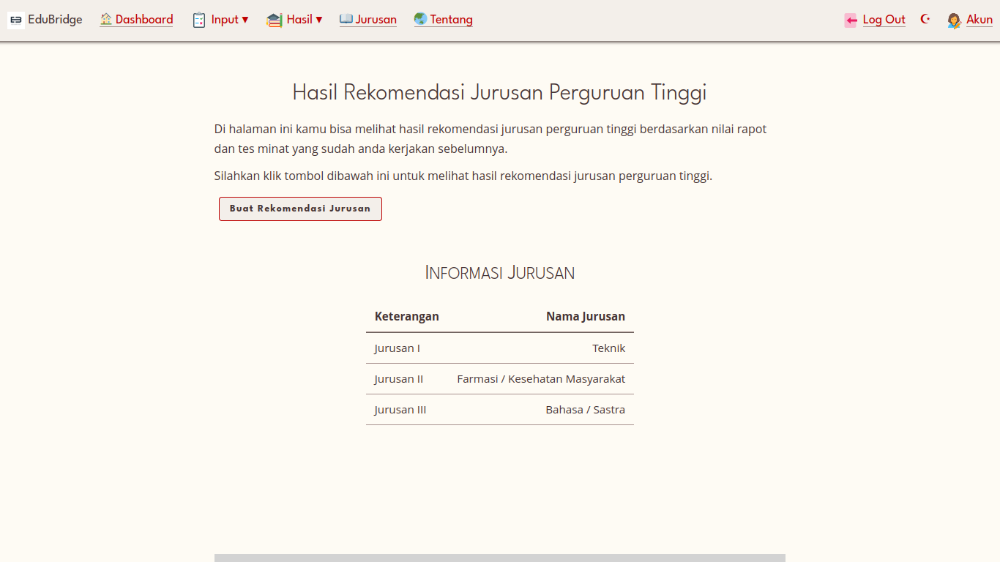 EduBridge Dashboard Input ▼ Hasil ▼ Jurusan Tentang Log Out Akun
Hasil Rekomendasi Jurusan Perguruan Tinggi
Di halaman ini kamu bisa melihat hasil rekomendasi jurusan perguruan tinggi berdasarkan nilai rapot
dan tes minat yang sudah anda kerjakan sebelumnya.
Silahkan klik tombol dibawah ini untuk melihat hasil rekomendasi jurusan perguruan tinggi.
Buat Rekomendasi Jurusan
Informasi Jurusan
Keterangan Nama Jurusan
Jurusan I Teknik
Jurusan II Farmasi / Kesehatan Masyarakat
Jurusan III Bahasa / Sastra